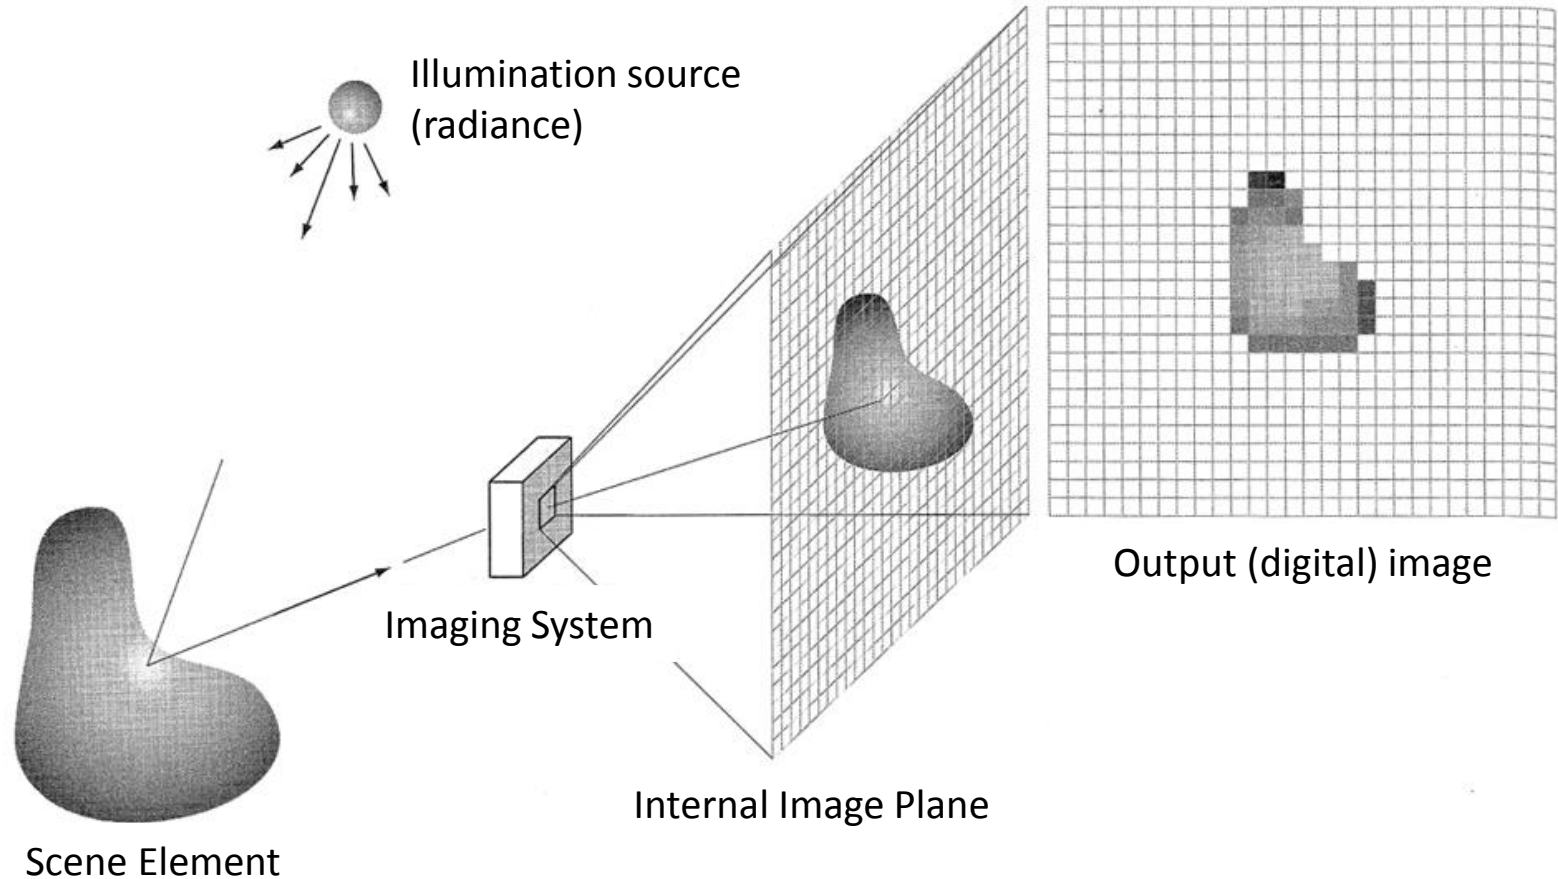 Illumination source
(radiance)
Output (digital) image
Imaging System
Internal Image Plane
Scene Element